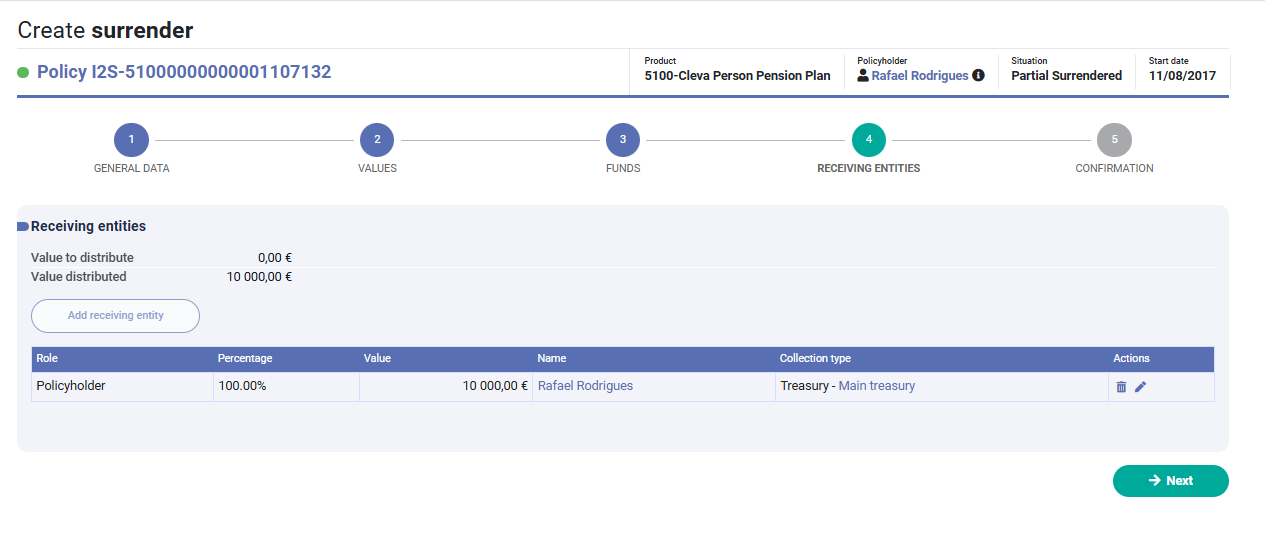 Create surrender
Policy I2S-51000000000001107132
Product
5100-Cleva Person Pension Plan
Policyholder
Rafael Rodrigues
Situation
Partial Surrendered
Start date
11/08/2017
1 2 3 4 5
GENERAL DATA VALUES FUNDS RECEIVING ENTITIES CONFIRMATION
Receiving entities
Value to distribute 0,00 €
Value distributed 10 000,00 €
Add receiving entity
Role Percentage Value Name Collection type Actions
Policyholder 100.00% 10 000,00 € Rafael Rodrigues Treasury - Main treasury
Next